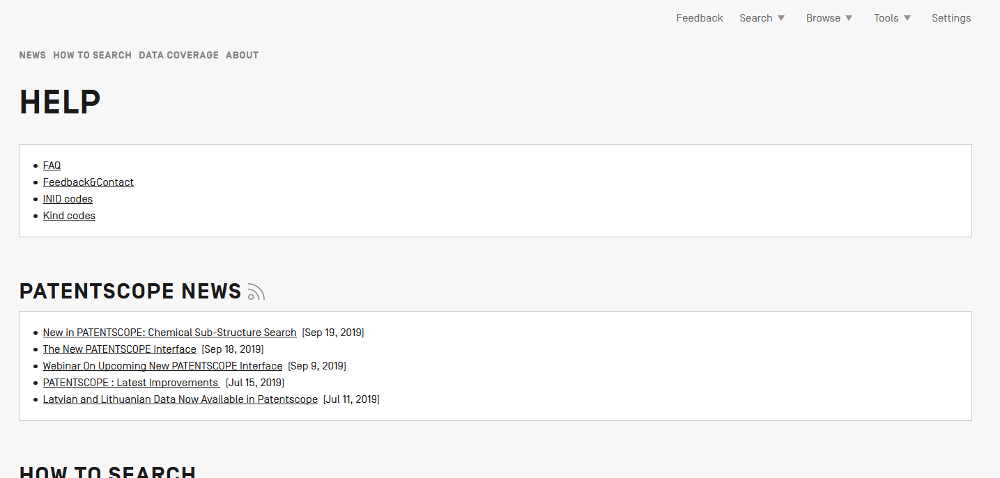 Feedback Search ▼ Browse ▼ Tools ▼ Settings
NEWS HOW TO SEARCH DATA COVERAGE ABOUT
HELP
• FAQ
• Feedback&Contact
• INID codes
• Kind codes
PATENTSCOPE NEWS
• New in PATENTSCOPE: Chemical Sub-Structure Search [Sep 19, 2019]
• The New PATENTSCOPE Interface [Sep 18, 2019]
• Webinar On Upcoming New PATENTSCOPE Interface [Sep 9, 2019]
• PATENTSCOPE : Latest Improvements [Jul 15, 2019]
• Latvian and Lithuanian Data Now Available in Patentscope [Jul 11, 2019]
HOW TO SEARCH